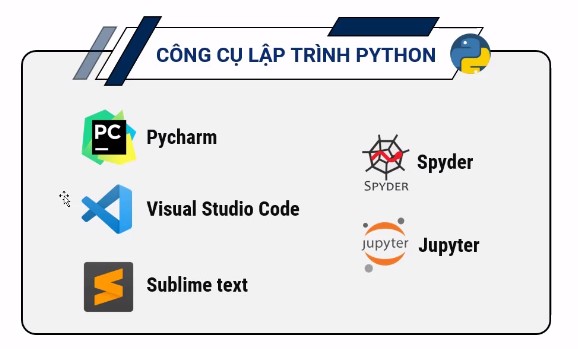 CÔNG CỤ LẬP TRÌNH PYTHON
PC
Pycharm
Visual Studio Code
Sublime text
SPYDER
Spyder
jupyter
Jupyter